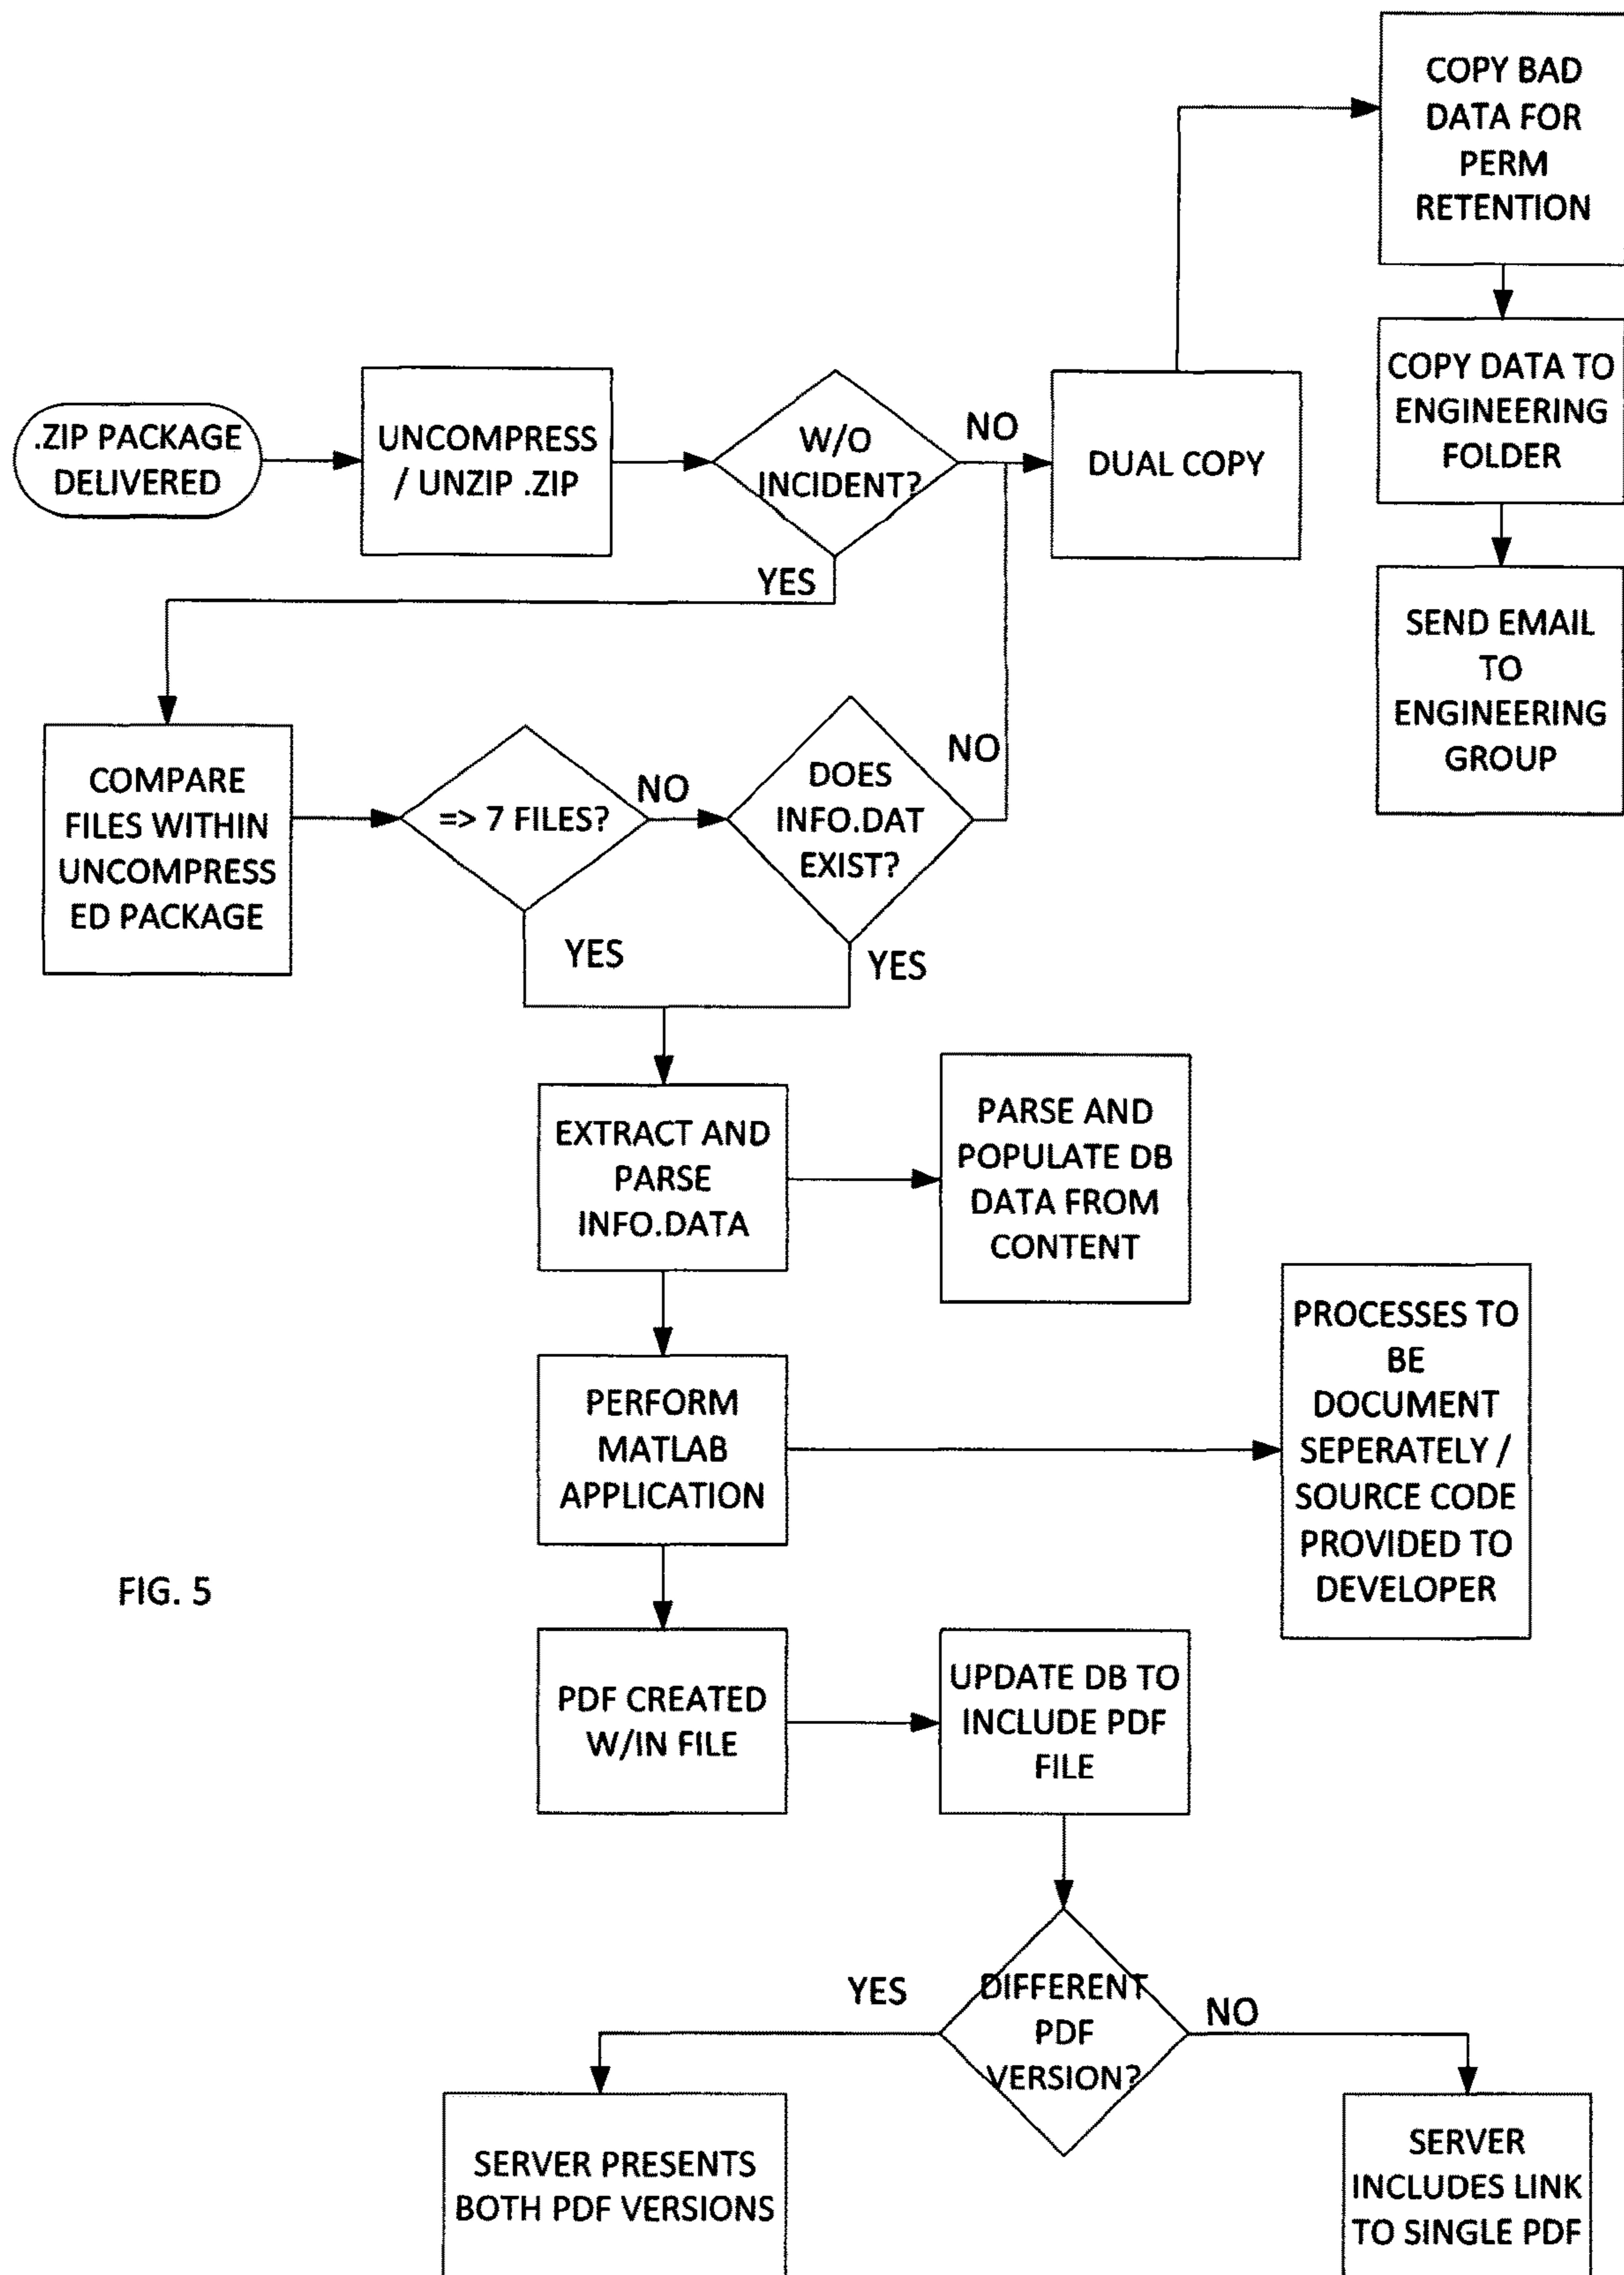 COPY BAD
DATA FOR
PERM
RETENTION
COPY DATA TO
ENGINEERING
FOLDER
SEND EMAIL
TO
ENGINEERING
GROUP
.ZIP PACKAGE
DELIVERED
UNCOMPRESS
/ UNZIP .ZIP
W/O
INCIDENT?
NO
YES
DUAL COPY
COMPARE
FILES WITHIN
UNCOMPRESS
ED PACKAGE
=> 7 FILES?
NO
YES
DOES
INFO.DAT
EXIST?
NO
YES
EXTRACT AND
PARSE
INFO.DATA
PARSE AND
POPULATE DB
DATA FROM
CONTENT
PERFORM
MATLAB
APPLICATION
PROCESSES TO
BE
DOCUMENT
SEPERATELY /
SOURCE CODE
PROVIDED TO
DEVELOPER
FIG. 5
PDF CREATED
W/IN FILE
UPDATE DB TO
INCLUDE PDF
FILE
DIFFERENT
PDF
VERSION?
YES
NO
SERVER PRESENTS
BOTH PDF VERSIONS
SERVER
INCLUDES LINK
TO SINGLE PDF